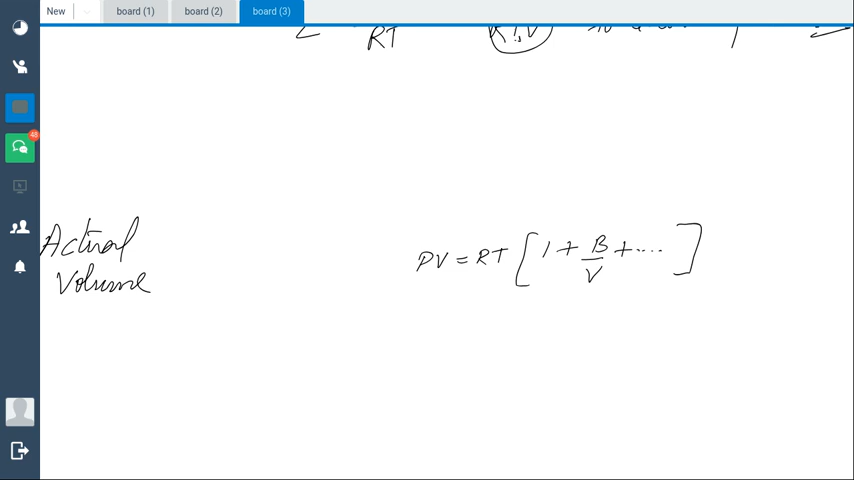 New board (1) board (2) board (3)
RT
48
Actual
Volume
PV = RT [ 1 + B/V + .... ]